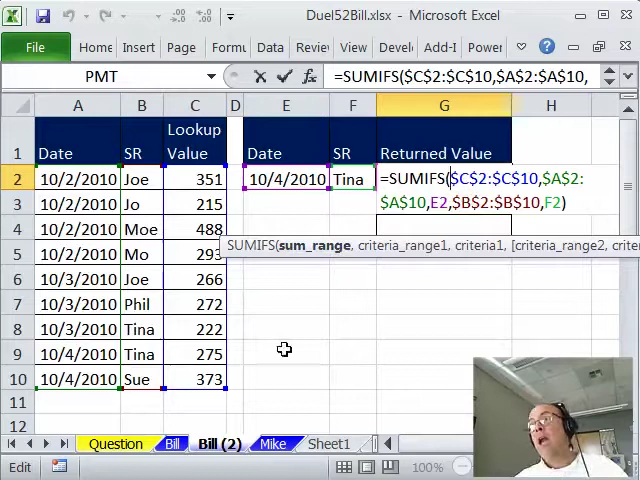 Duel52Bill.xlsx - Microsoft Excel
File Home Insert Page Formu Data Review View Develo Add-I Power
PMT =SUMIFS($C$2:$C$10,$A$2:$A$10,
A B C D E F G H
1 Date SR Lookup Value Date SR Returned Value
2 10/2/2010 Joe 351 10/4/2010 Tina =SUMIFS($C$2:$C$10,$A$2:
3 10/2/2010 Jo 215 $A$10,E2,$B$2:$B$10,F2)
4 10/2/2010 Moe 488
SUMIFS(sum_range, criteria_range1, criteria1, [criteria_range2, crite
5 10/2/2010 Mo 293
6 10/3/2010 Joe 266
7 10/3/2010 Phil 272
8 10/3/2010 Tina 222
9 10/4/2010 Tina 275
10 10/4/2010 Sue 373
11
12
Question Bill Bill (2) Mike Sheet1
Edit 100%